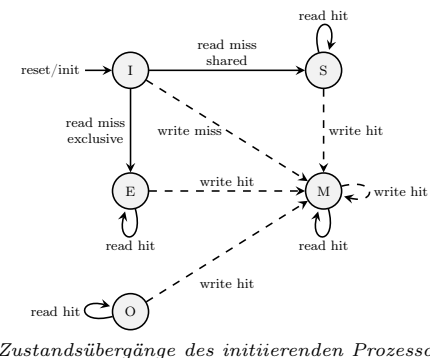 read hit
read miss
shared
reset/init
I
S
read miss
exclusive
write miss
write hit
E
write hit
M
write hit
read hit
read hit
write hit
read hit
O
Zustandsübergänge des initiierenden